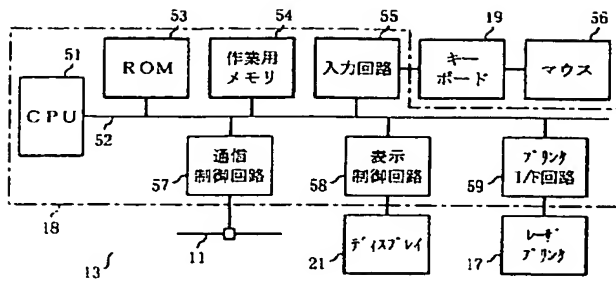 51
CPU
52
53
ROM
54
作業用
メモリ
55
入力回路
19
キー
ボード
56
マウス
57
通信
制御回路
58
表示
制御回路
59
プリンタ
I/F回路
18
13
11
21
ディスプレイ
17
レーザ
プリンタ